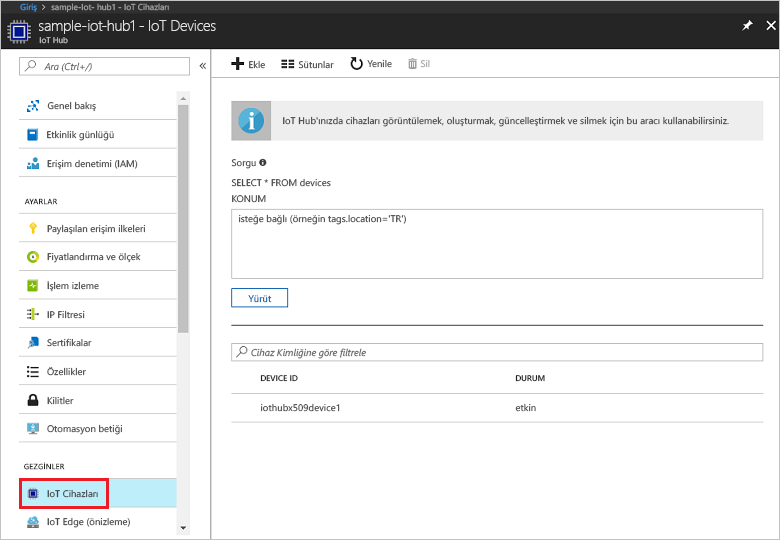 Giriş > sample-Iot- hub1 - IoT Cihazları
sample-iot-hub1 - IoT Devices
IoT Hub
Ara (Ctrl+/)
«
Genel bakış
Etkinlik günlüğü
Erişim denetimi (IAM)
AYARLAR
Paylaşılan erişim ilkeleri
Fiyatlandırma ve ölçek
İşlem izleme
IP Filtresi
Sertifikalar
Özellikler
Kilitler
Otomasyon betiği
GEZGİNLER
IoT Cihazları
IoT Edge (önizleme)
Ekle Sütunlar Yenile Sil
IoT Hub'ınızda cihazları görüntülemek, oluşturmak, güncelleştirmek ve silmek için bu aracı kullanabilirsiniz.
Sorgu
SELECT * FROM devices
KONUM
isteğe bağlı (örneğin tags.location='TR')
Yürüt
Cihaz Kimliğine göre filtrele
DEVICE ID DURUM
iothubx509device1 etkin